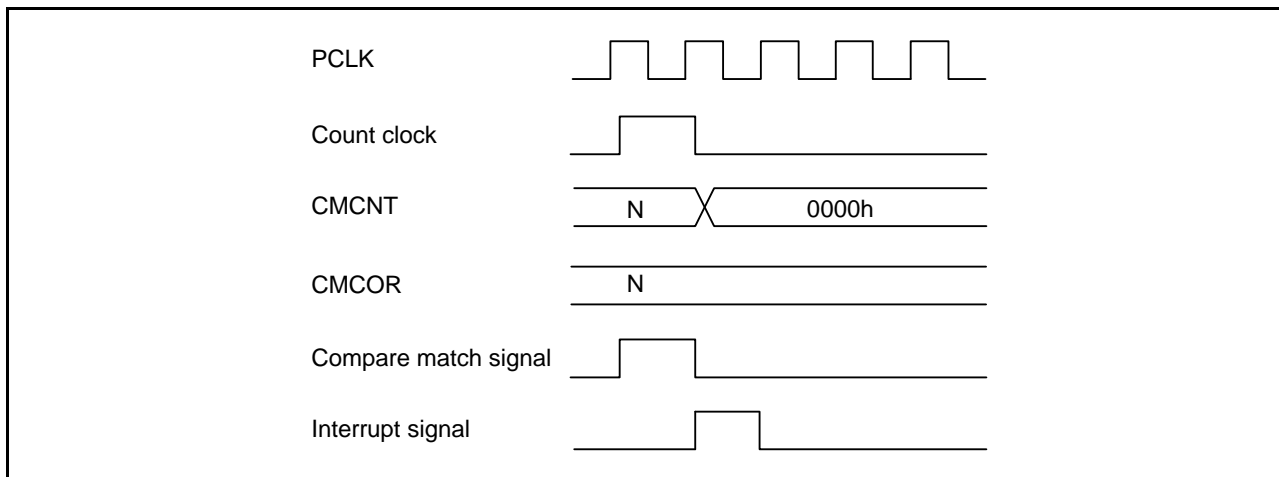 PCLK
Count clock
CMCNT N 0000h
CMCOR N
Compare match signal
Interrupt signal